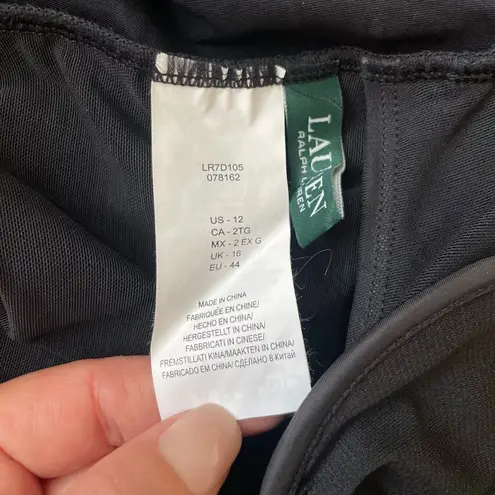 LR7D105
078162
US - 12
CA - 2TG
MX - 2 EX G
UK - 16
EU - 44
MADE IN CHINA
FABRIQUÉE EN CHINE/
HECHO EN CHINA/
HERGESTELLT IN CHINA/
FABBRICATI IN CINESE/
FREMSTILLATI KINA/MAAKTEN IN CHINA/
FABRICADO EM CHINA/СДЕЛАНО В Китай
LAUREN
RALPH LAUREN